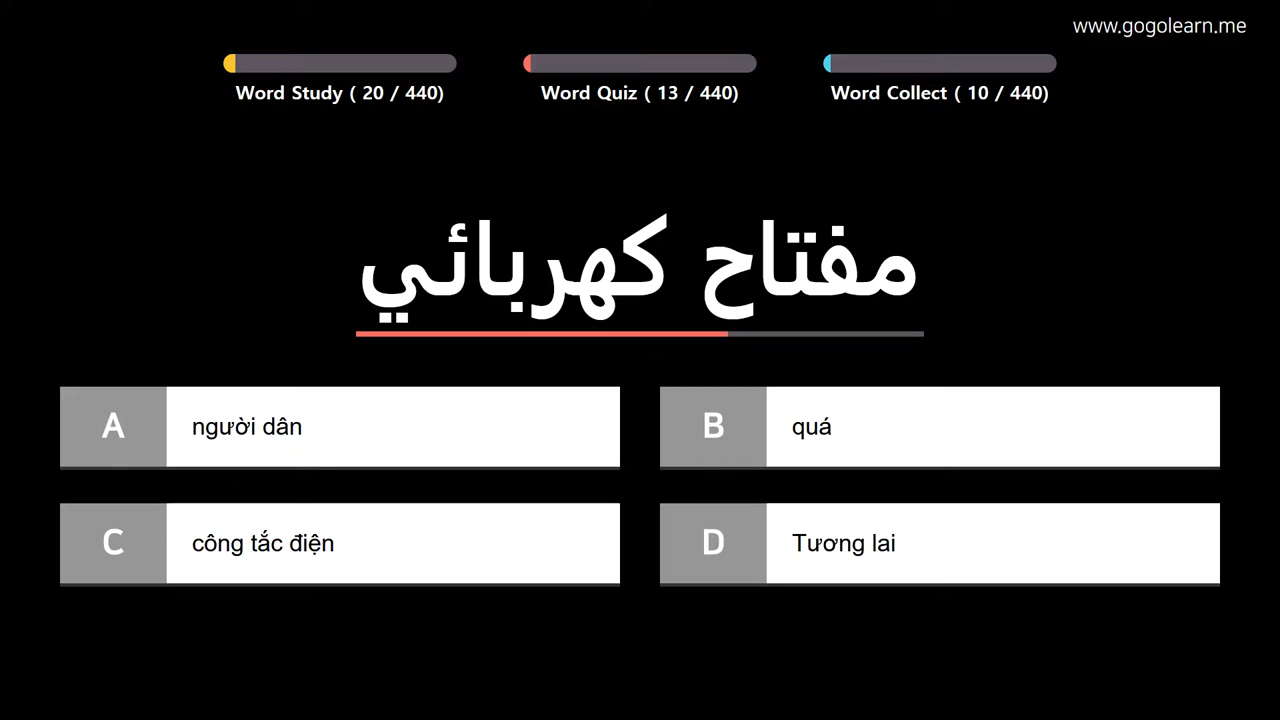 www.gogolearn.me
Word Study ( 20 / 440)
Word Quiz ( 13 / 440)
Word Collect ( 10 / 440)
مفتاح كهربائي
A
người dân
B
quá
C
công tắc điện
D
Tương lai